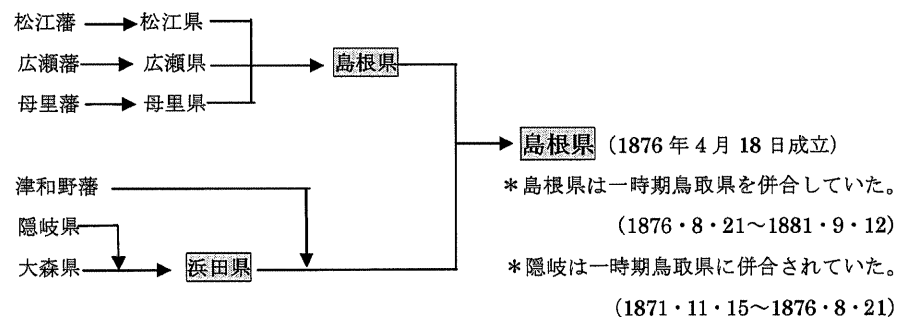 松江藩 松江県
広瀬藩 広瀬県 島根県
母里藩 母里県
島根県 (1876年4月18日成立)
津和野藩
＊島根県は一時期鳥取県を併合していた。
隠岐県
(1876・8・21～1881・9・12)
大森県 浜田県
＊隠岐は一時期鳥取県に併合されていた。
(1871・11・15～1876・8・21)